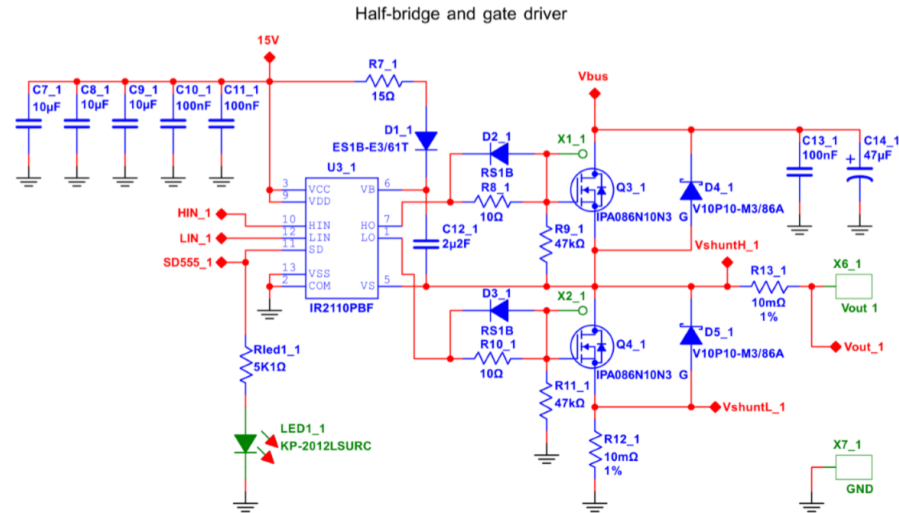 Half-bridge and gate driver
15V
R7_1
15Ω
Vbus
C7_1
10µF
C8_1
10µF
C9_1
10µF
C10_1
100nF
C11_1
100nF
D1_1
ES1B-E3/61T
D2_1
RS1B
X1_1
C13_1
100nF
C14_1
+
47µF
U3_1
3 VCC
9 VDD
VB 6
R8_1
10Ω
Q3_1
IPA086N10N3 G
D4_1
V10P10-M3/86A
HIN_1
10 HIN
HO 7
LIN_1
12 LIN
LO 1
11 SD
SD555_1
C12_1
2µ2F
R9_1
47kΩ
VshuntH_1
13 VSS
2 COM
VS 5
IR2110PBF
R13_1
10mΩ
1%
X6_1
Vout 1
D3_1
RS1B
X2_1
R10_1
10Ω
Q4_1
IPA086N10N3 G
D5_1
V10P10-M3/86A
Vout_1
Rled1_1
5K1Ω
R11_1
47kΩ
VshuntL_1
LED1_1
KP-2012LSURC
R12_1
10mΩ
1%
X7_1
GND